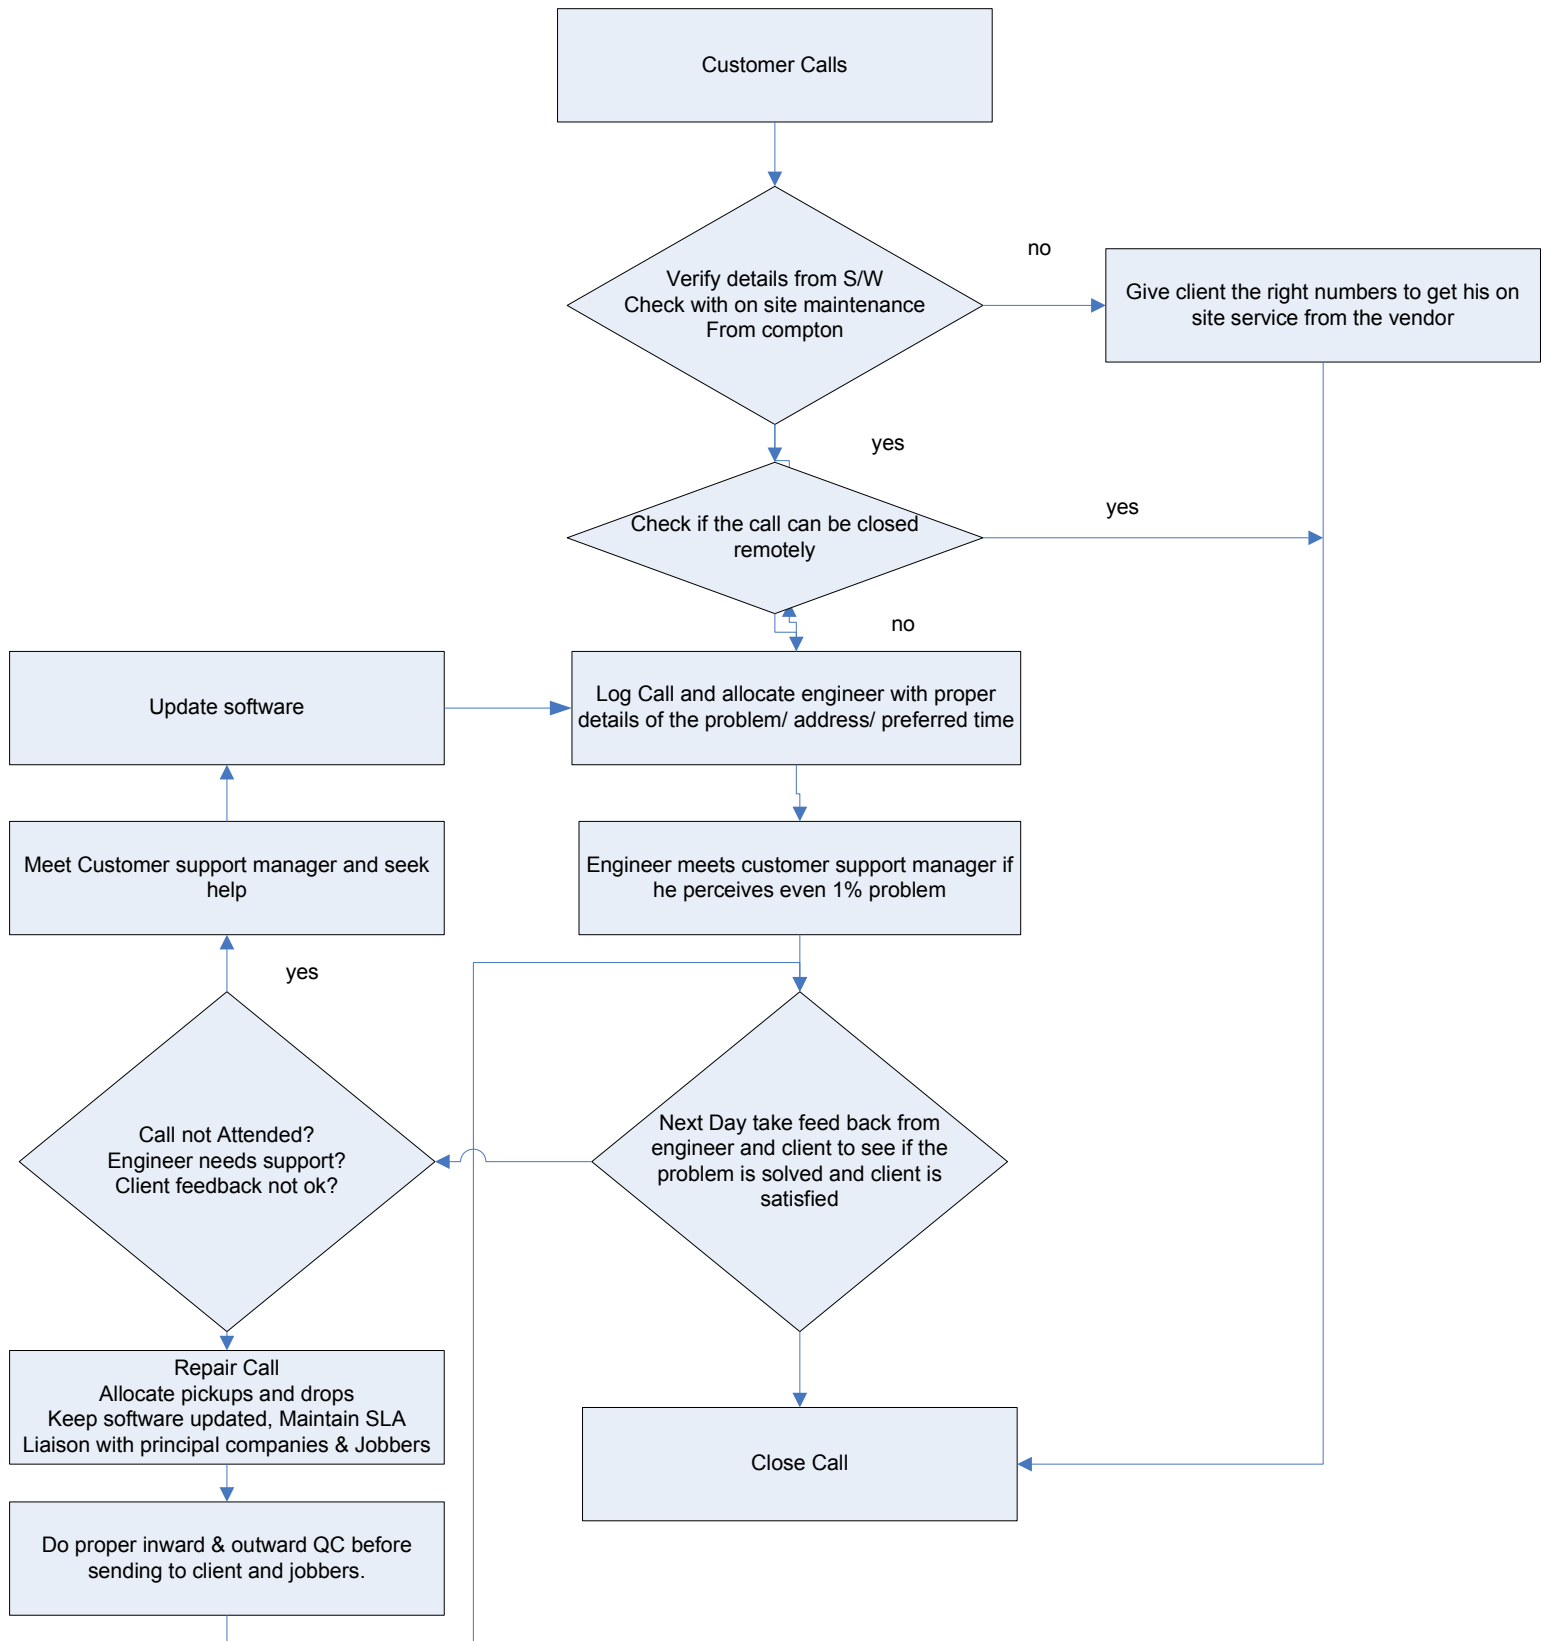 Customer Calls
Verify details from S/W
Check with on site maintenance
From compton
no
Give client the right numbers to get his on
site service from the vendor
yes
Check if the call can be closed
remotely
yes
no
Update software
Log Call and allocate engineer with proper
details of the problem/ address/ preferred time
Meet Customer support manager and seek
help
Engineer meets customer support manager if
he perceives even 1% problem
yes
Call not Attended?
Engineer needs support?
Client feedback not ok?
Next Day take feed back from
engineer and client to see if the
problem is solved and client is
satisfied
Repair Call
Allocate pickups and drops
Keep software updated, Maintain SLA
Liaison with principal companies & Jobbers
Close Call
Do proper inward & outward QC before
sending to client and jobbers.